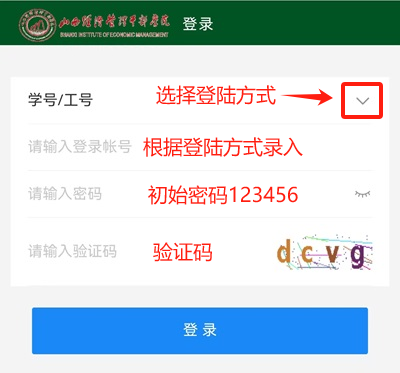 山西经济管理干部学院
SHANXI INSTITUTE OF ECONOMIC MANAGEMENT
登录
学号/工号
选择登陆方式
请输入登录帐号
根据登陆方式录入
请输入密码
初始密码123456
请输入验证码
验证码
dcvg
登录